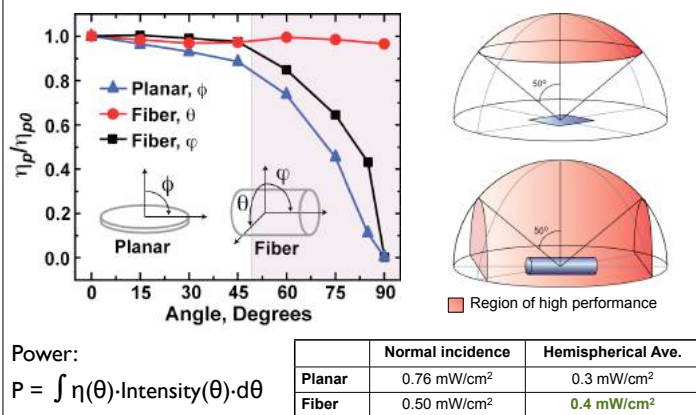 ηp/ηp0
1.0
0.8
0.6
0.4
0.2
0.0
Planar, ϕ
Fiber, θ
Fiber, φ
ϕ
Planar
θ
φ
Fiber
0 15 30 45 60 75 90
Angle, Degrees
50º
50º
Region of high performance
Power:
P = ∫ η(θ)·Intensity(θ)·dθ
Normal incidence Hemispherical Ave.
Planar 0.76 mW/cm² 0.3 mW/cm²
Fiber 0.50 mW/cm² 0.4 mW/cm²